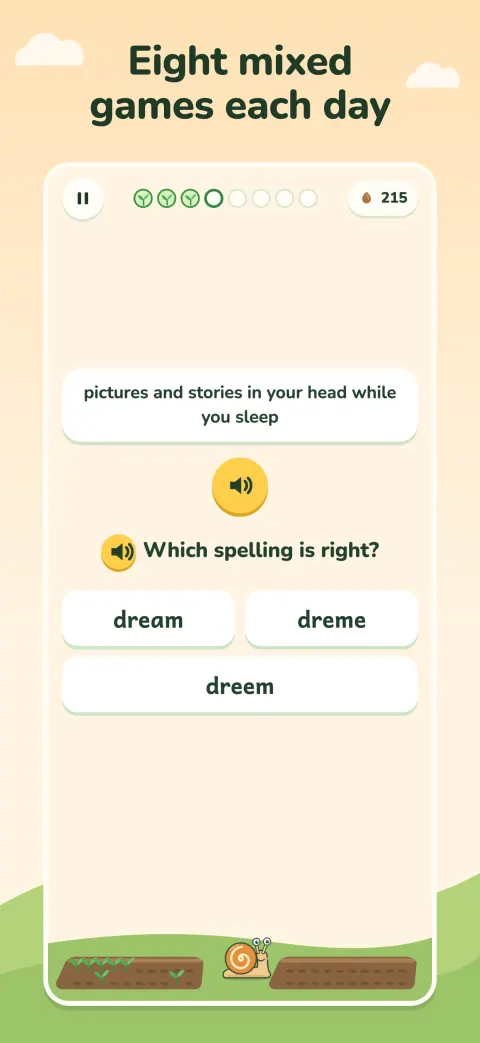 Eight mixed
games each day
215
pictures and stories in your head while
you sleep
Which spelling is right?
dream
dreme
dreem